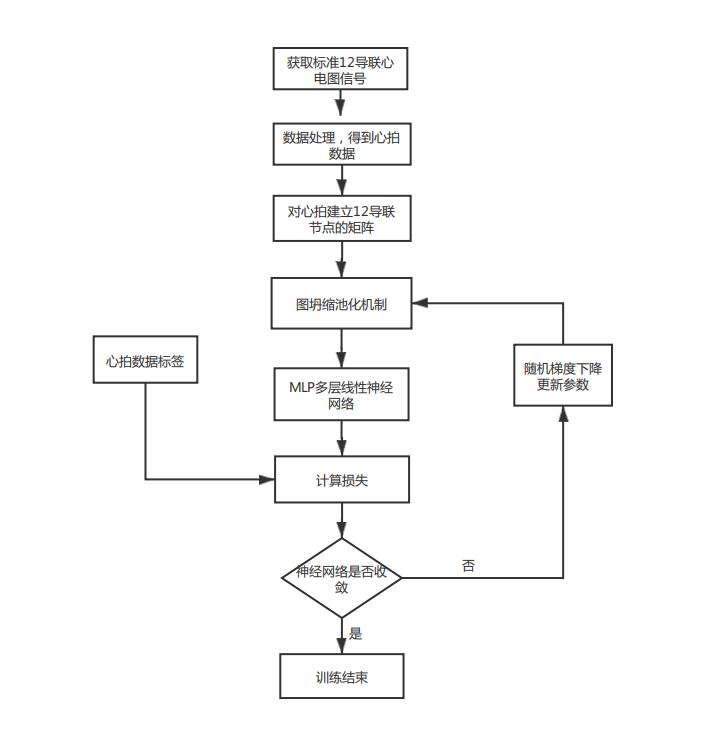 获取标准12导联心
电图信号
数据处理，得到心拍
数据
对心拍建立12导联
节点的矩阵
图坍缩池化机制
心拍数据标签
随机梯度下降
更新参数
MLP多层线性神经
网络
计算损失
神经网络是否收
敛
否
是
训练结束